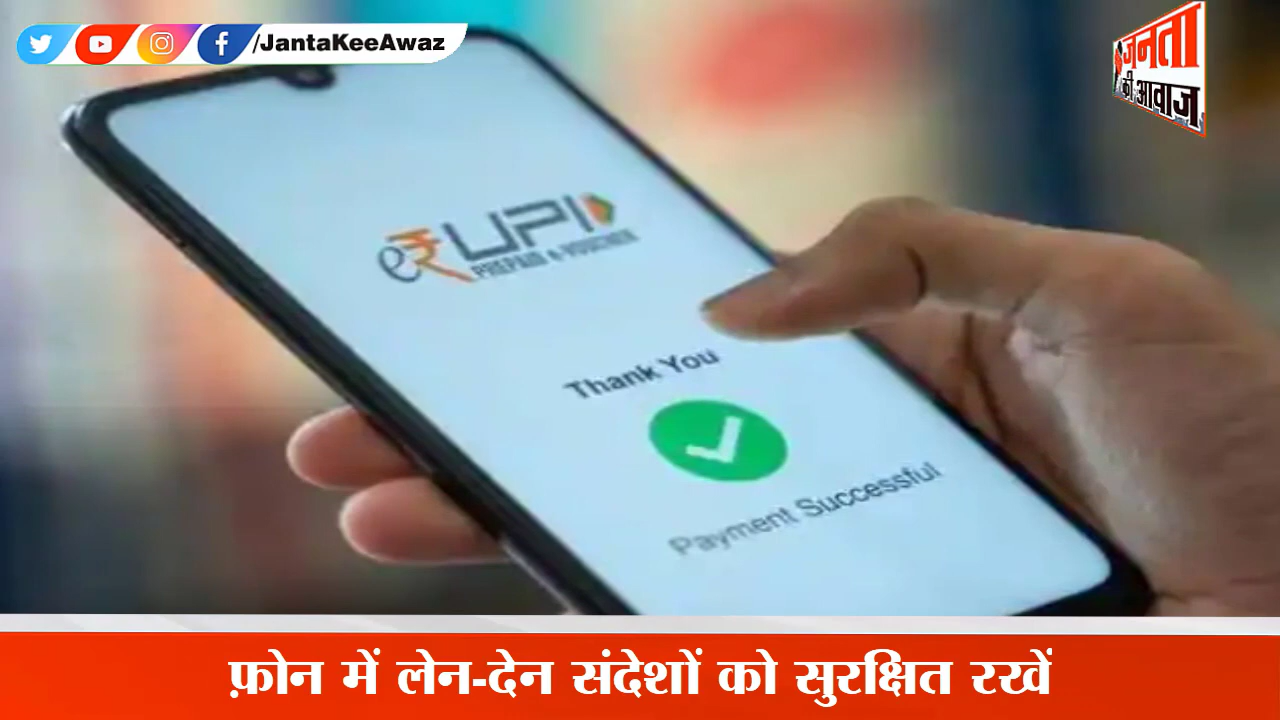 /JantaKeeAwaz
जनता
की आवाज
e₹UPI
PREPAID e-VOUCHER
Thank You
Payment Successful
फ़ोन में लेन-देन संदेशों को सुरक्षित रखें